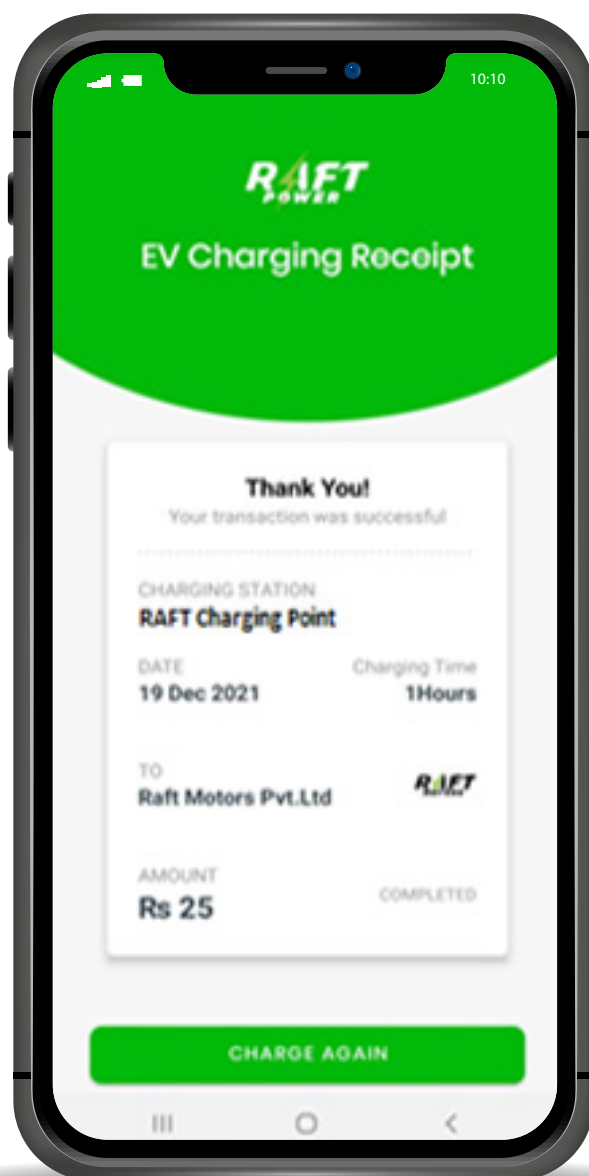 10:10
RAFT
POWER
EV Charging Receipt
Thank You!
Your transaction was successful
CHARGING STATION
RAFT Charging Point
DATE Charging Time
19 Dec 2021 1Hours
TO
Raft Motors Pvt.Ltd RAFT
AMOUNT
Rs 25 COMPLETED
CHARGE AGAIN